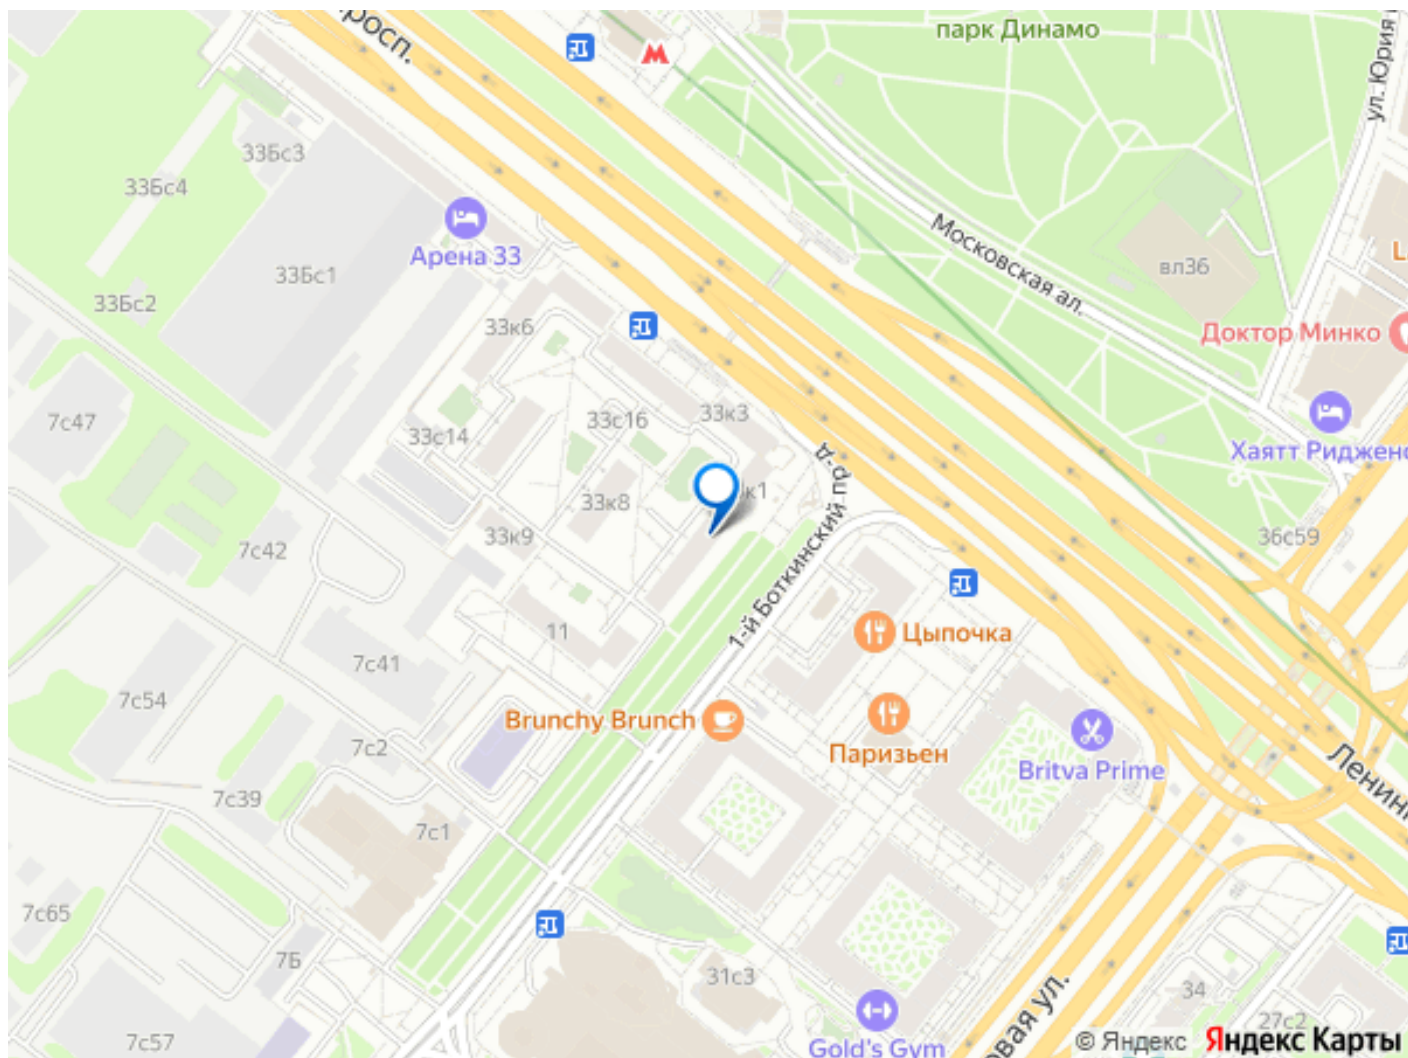 просп.
парк Динамо
ул. Юрия
33Бс3
33Бс4
Арена 33
Московская ал.
вл36
33Бс1
33Бс2
33к6
Доктор Минко
7с47
33с14
33с16
33к3
Хаятт Ридженс
к1
33к8
33к9
1-й Боткинский пр-д
36с59
7с42
11
Цыпочка
7с41
7с54
Brunchy Brunch
Паризьен
7с2
Britva Prime
Ленин
7с39
7с1
7с65
7Б
31с3
34
27с2
7с57
Gold's Gym
овая ул.
© Яндекс Яндекс Карты